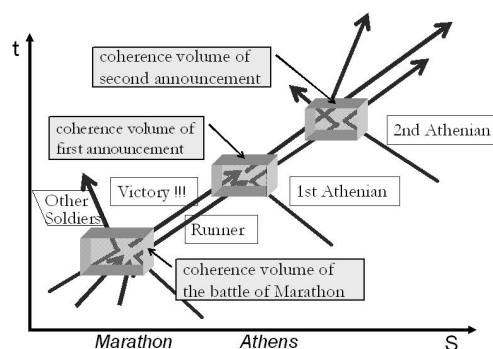 t
coherence volume of
second announcement
coherence volume of
first announcement
2nd Athenian
Other
Soldiers
Victory !!!
1st Athenian
Runner
coherence volume of
the battle of Marathon
Marathon
Athens
S